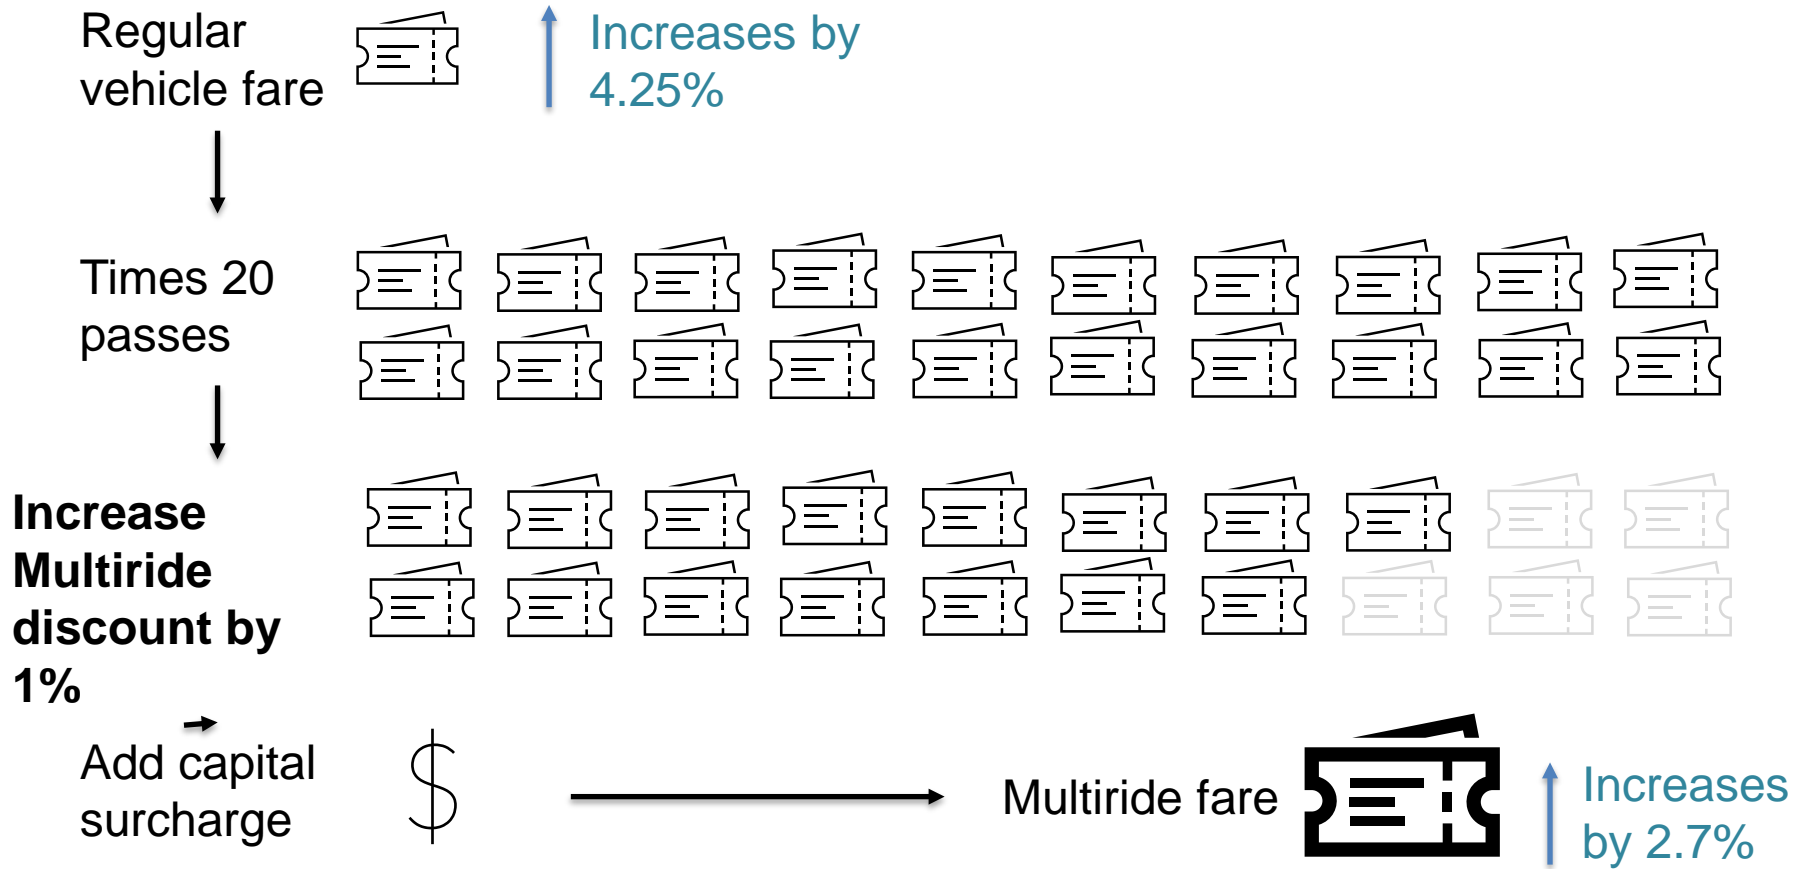 Regular
vehicle fare
Increases by
4.25%
Times 20
passes
Increase
Multiride
discount by
1%
Add capital
surcharge
$
Multiride fare
Increases
by 2.7%